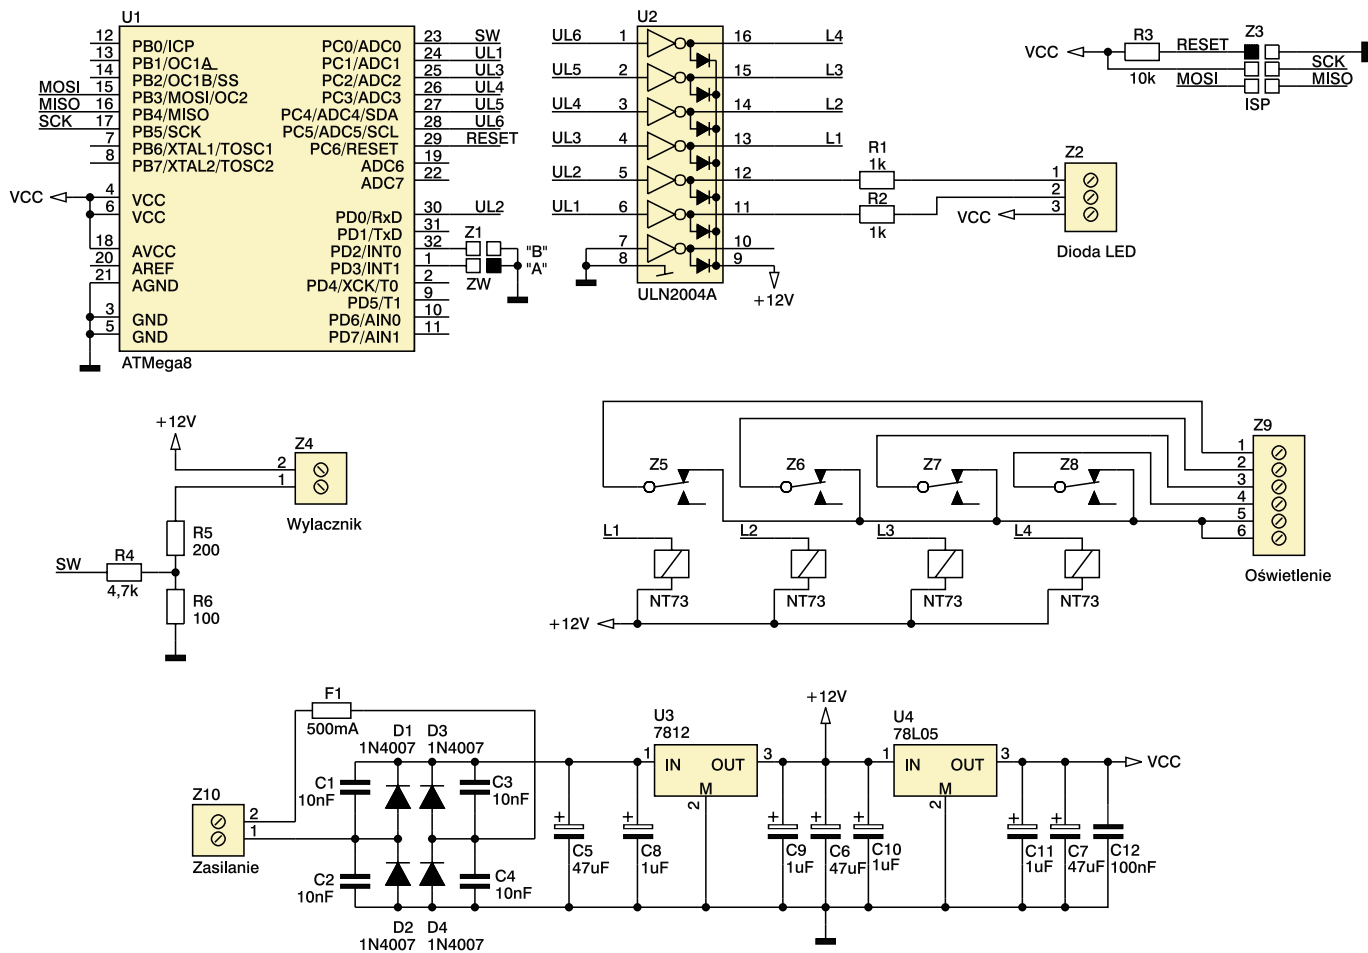 U1
12 PB0/ICP PC0/ADC0 23 SW
13 PB1/OC1A PC1/ADC1 24 UL1
14 PB2/OC1B/SS PC2/ADC2 25 UL3
MOSI 15 PB3/MOSI/OC2 PC3/ADC3 26 UL4
MISO 16 PB4/MISO PC4/ADC4/SDA 27 UL5
SCK 17 PB5/SCK PC5/ADC5/SCL 28 UL6
7 PB6/XTAL1/TOSC1 PC6/RESET 29 RESET
8 PB7/XTAL2/TOSC2 ADC6 19
ADC7 22
VCC 4 VCC
6 VCC PD0/RxD 30 UL2
PD1/TxD 31
18 AVCC PD2/INT0 32 Z1 "B"
20 AREF PD3/INT1 1 ZW "A"
21 AGND PD4/XCK/T0 2
PD5/T1 9
3 GND PD6/AIN0 10
5 GND PD7/AIN1 11
ATMega8
U2
UL6 1 16 L4
UL5 2 15 L3
UL4 3 14 L2
UL3 4 13 L1
UL2 5 12
UL1 6 11
7 10
8 9
ULN2004A
+12V
R1
1k
R2
1k
Z2
1
2
VCC 3
Dioda LED
VCC R3 RESET Z3
10k SCK
MOSI MISO
ISP
+12V
Z4
2
1
Wylacznik
R5
200
SW R4
4,7k
R6
100
Z9
1
Z5 Z6 Z7 Z8 2
3
4
5
6
Oświetlenie
L1 L2 L3 L4
NT73 NT73 NT73 NT73
+12V
F1
500mA
D1 D3
1N4007 1N4007
C1
10nF
C3
10nF
Z10
2
1
Zasilanie
C2
10nF
C4
10nF
D2 D4
1N4007 1N4007
U3
7812
1 IN OUT 3
M
2
C5
47uF
C8
1uF
+12V
C9
1uF
C6
47uF
C10
1uF
U4
78L05
1 IN OUT 3 VCC
M
2
C11
1uF
C7
47uF
C12
100nF